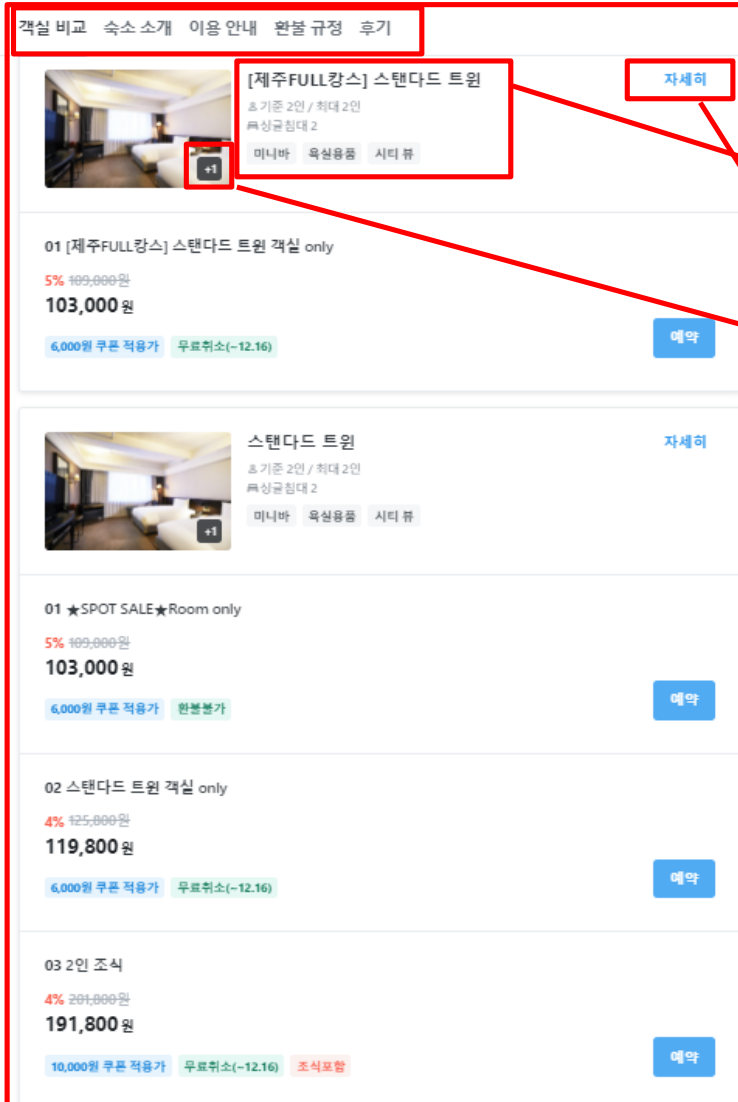 객실 비교 숙소 소개 이용 안내 환불 규정 후기
[제주FULL캉스] 스탠다드 트윈 자세히
기준 2인 / 최대 2인
싱글침대 2
미니바 욕실용품 시티 뷰
+1
01 [제주FULL캉스] 스탠다드 트윈 객실 only
5% 109,000원
103,000원
6,000원 쿠폰 적용가 무료취소(~12.16) 예약
스탠다드 트윈 자세히
기준 2인 / 최대 2인
싱글침대 2
미니바 욕실용품 시티 뷰
+1
01 ★SPOT SALE★Room only
5% 109,000원
103,000원
6,000원 쿠폰 적용가 환불불가 예약
02 스탠다드 트윈 객실 only
4% 125,800원
119,800원
6,000원 쿠폰 적용가 무료취소(~12.16) 예약
03 2인 조식
4% 201,800원
191,800원
10,000원 쿠폰 적용가 무료취소(~12.16) 조식포함 예약